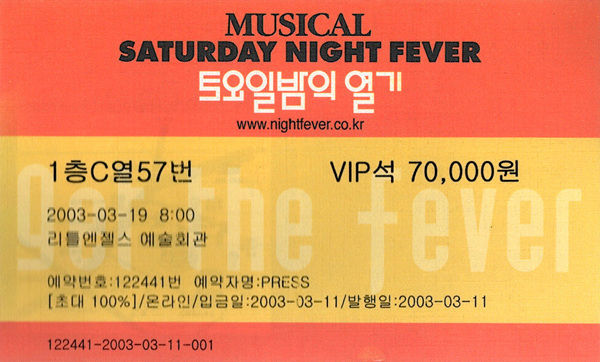 MUSICAL
SATURDAY NIGHT FEVER
토요일밤의 열기
www.nightfever.co.kr
1층C열57번 VIP석 70,000원
got the fever
2003-03-19 8:00
리틀엔젤스 예술회관
예약번호:122441번 예약자명:PRESS
[초대 100%]/온라인/입금일:2003-03-11/발행일:2003-03-11
122441-2003-03-11-001